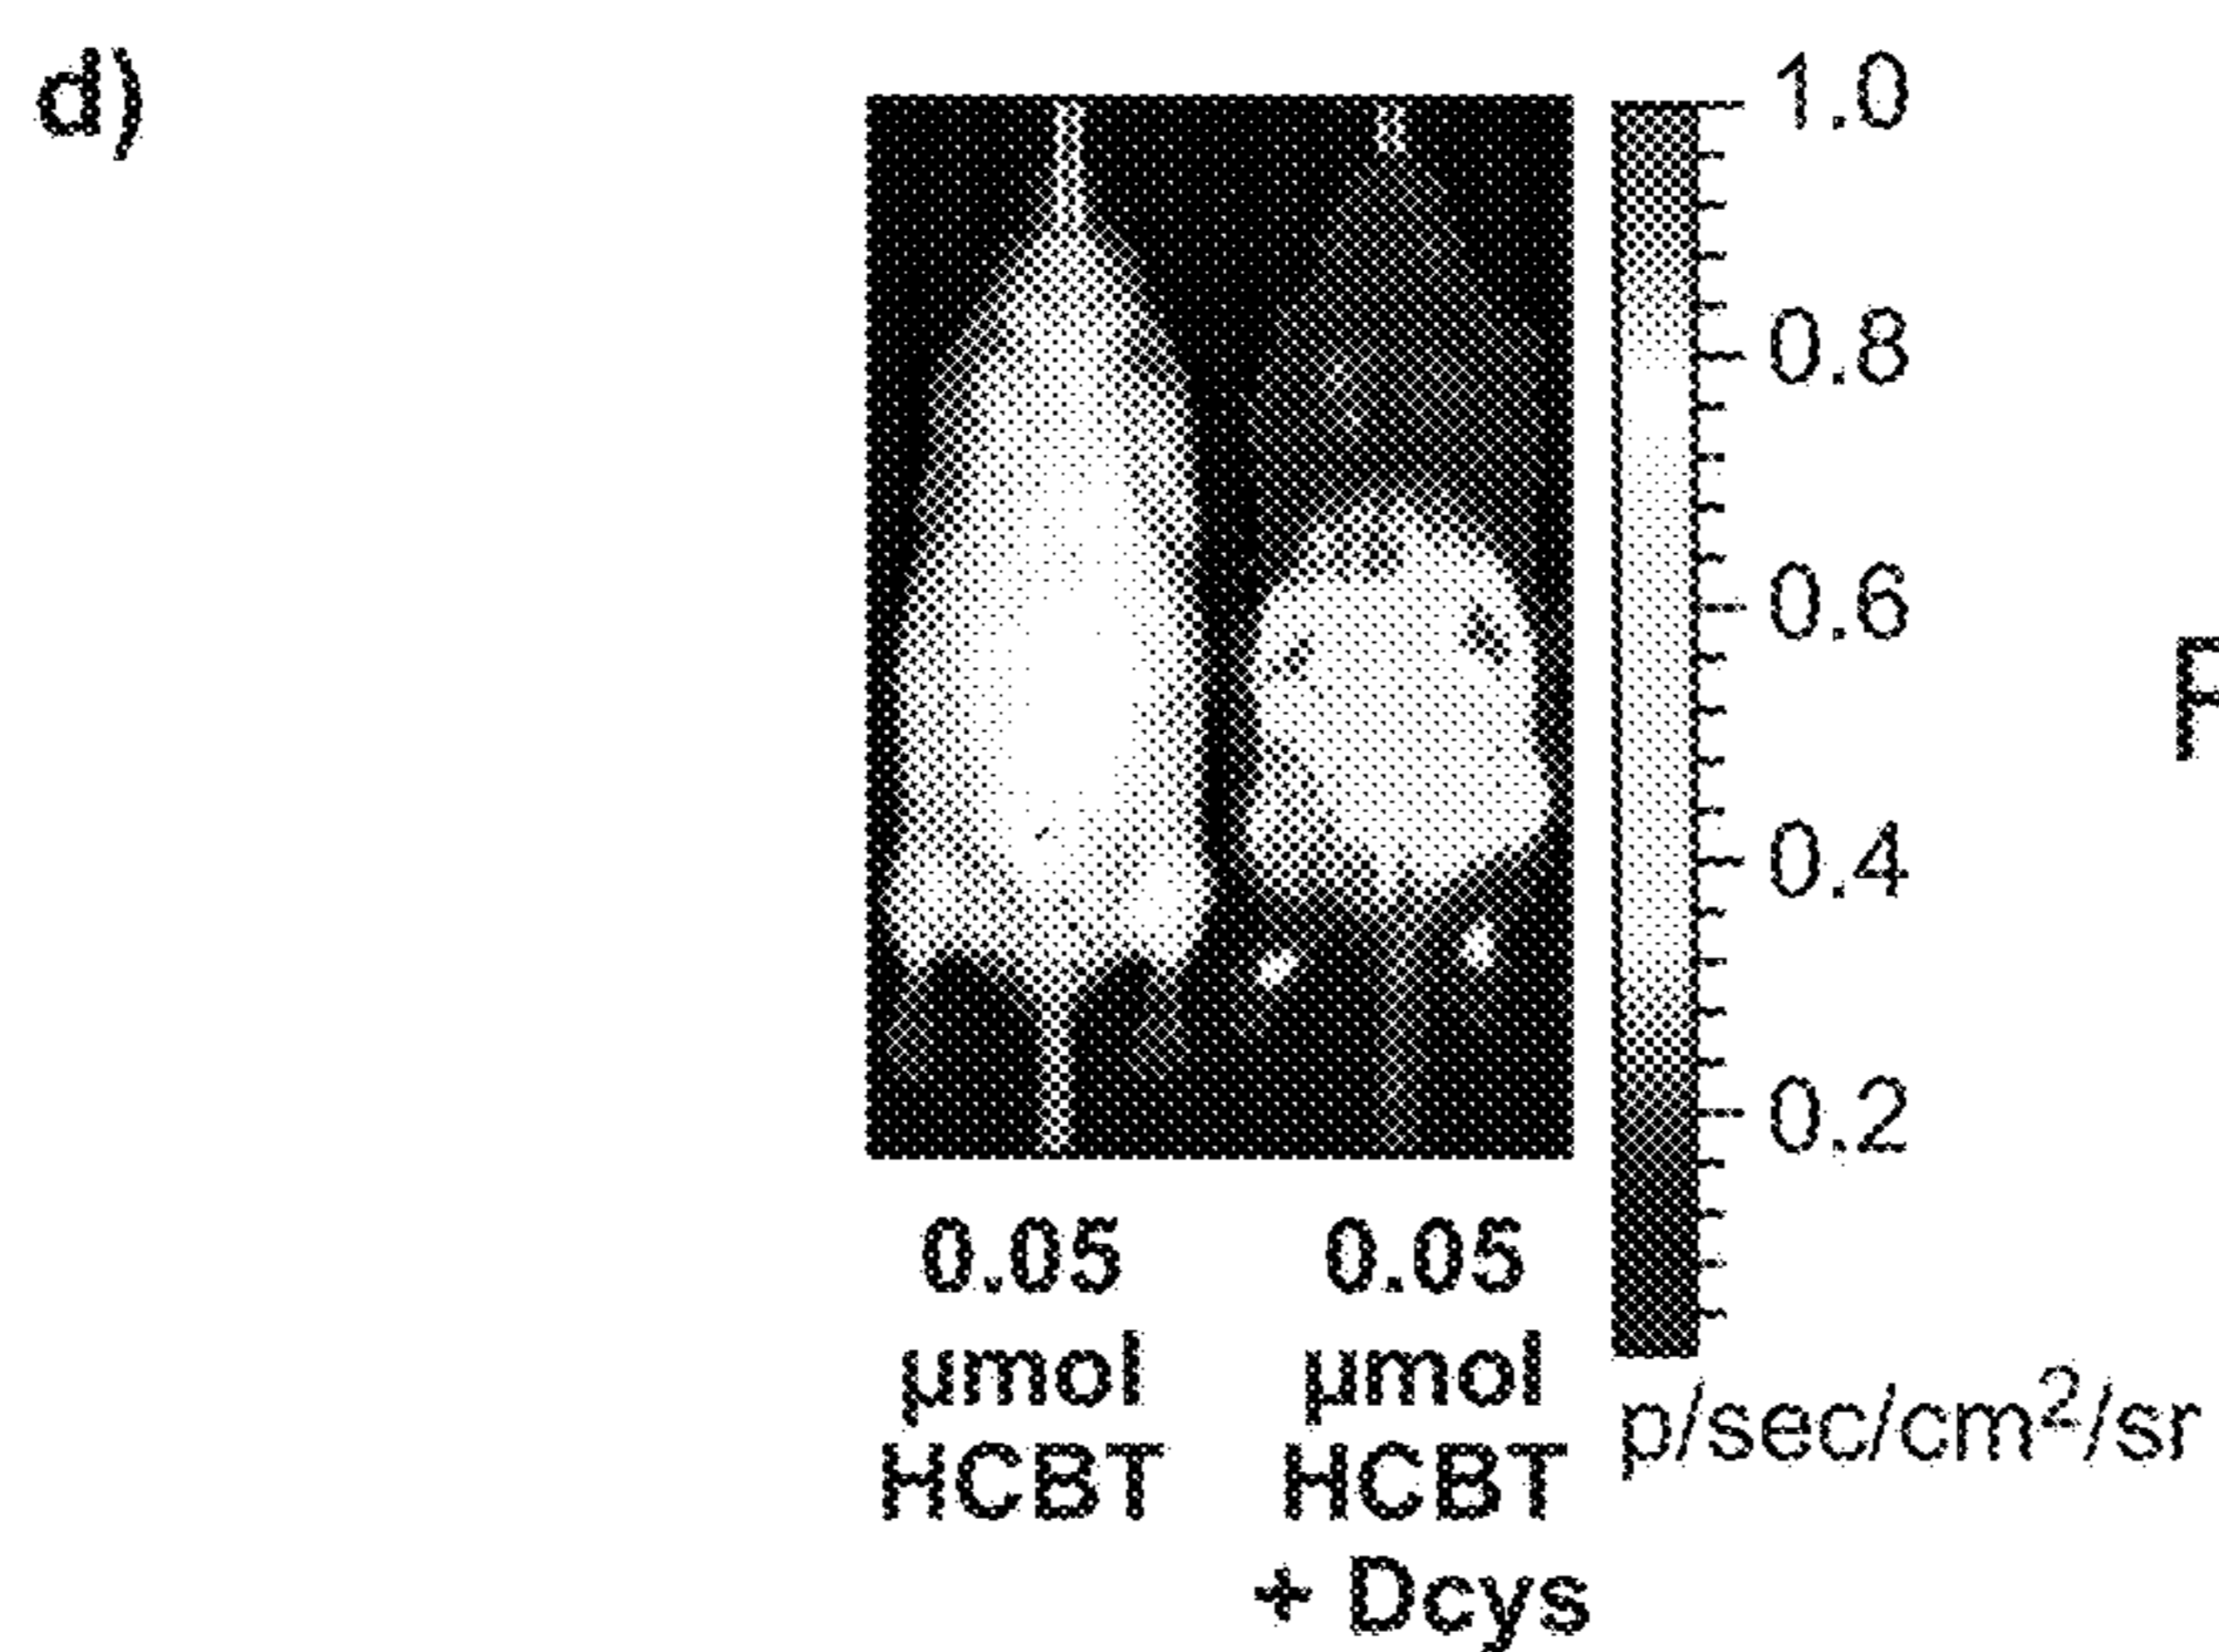 d)
1.0
0.8
0.6
0.4
0.2
p/sec/cm²/sr
0.05 0.05
µmol µmol
HCBT HCBT
+ Dcys